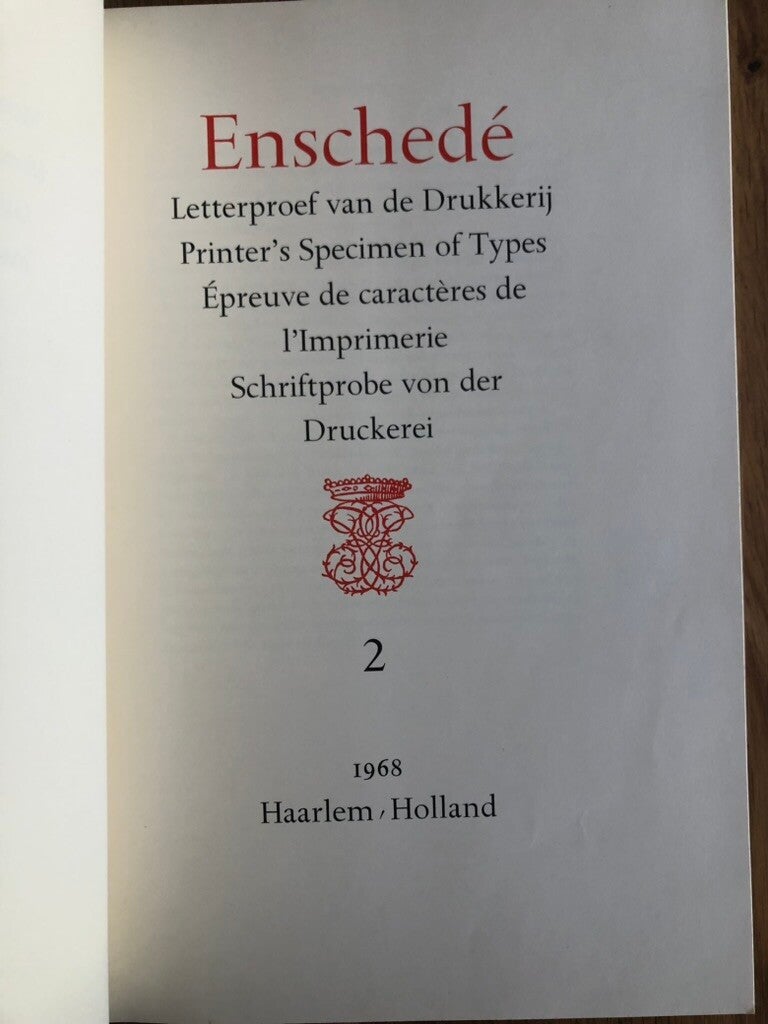 Enschedé
Letterproef van de Drukkerij
Printer’s Specimen of Types
Épreuve de caractères de
l’Imprimerie
Schriftprobe von der
Druckerei
2
1968
Haarlem / Holland